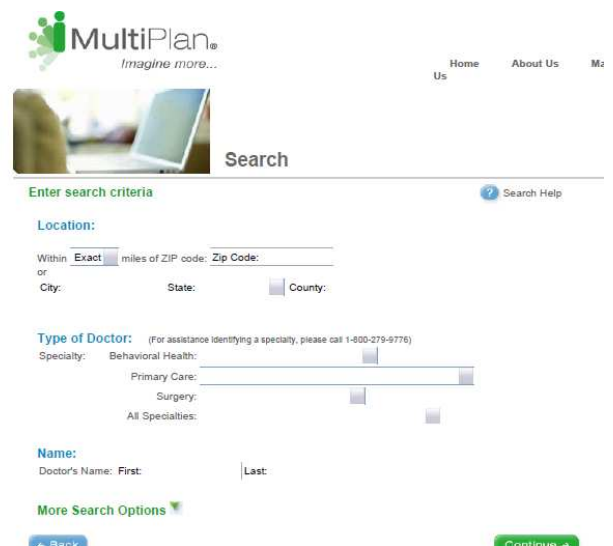 MultiPlan®
Imagine more...
Home About Us Ma
Us
Search
Enter search criteria
? Search Help
Location:
Within Exact miles of ZIP code: Zip Code:
or
City: State: County:
Type of Doctor: (For assistance identifying a specialty, please call 1-800-279-9776)
Specialty: Behavioral Health:
Primary Care:
Surgery:
All Specialties:
Name:
Doctor's Name: First: Last:
More Search Options
← Back Continue →